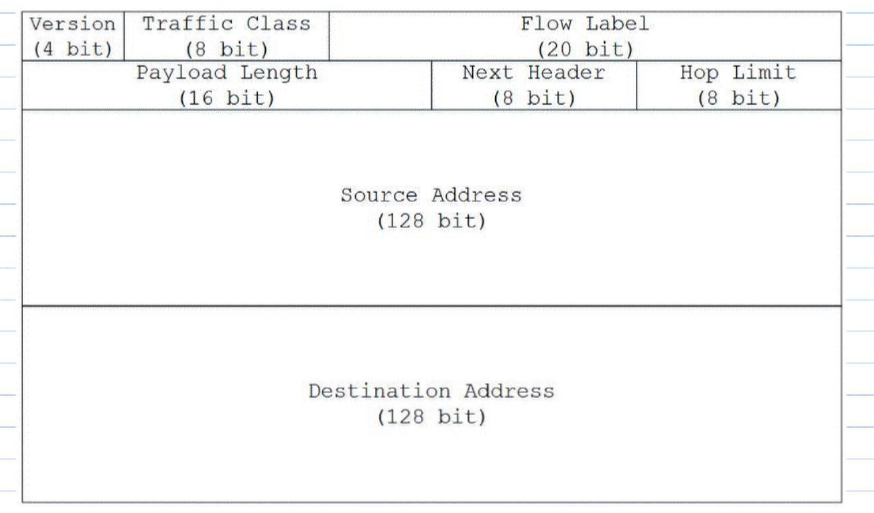 Version Traffic Class Flow Label
(4 bit) (8 bit) (20 bit)
Payload Length Next Header Hop Limit
(16 bit) (8 bit) (8 bit)
Source Address
(128 bit)
Destination Address
(128 bit)